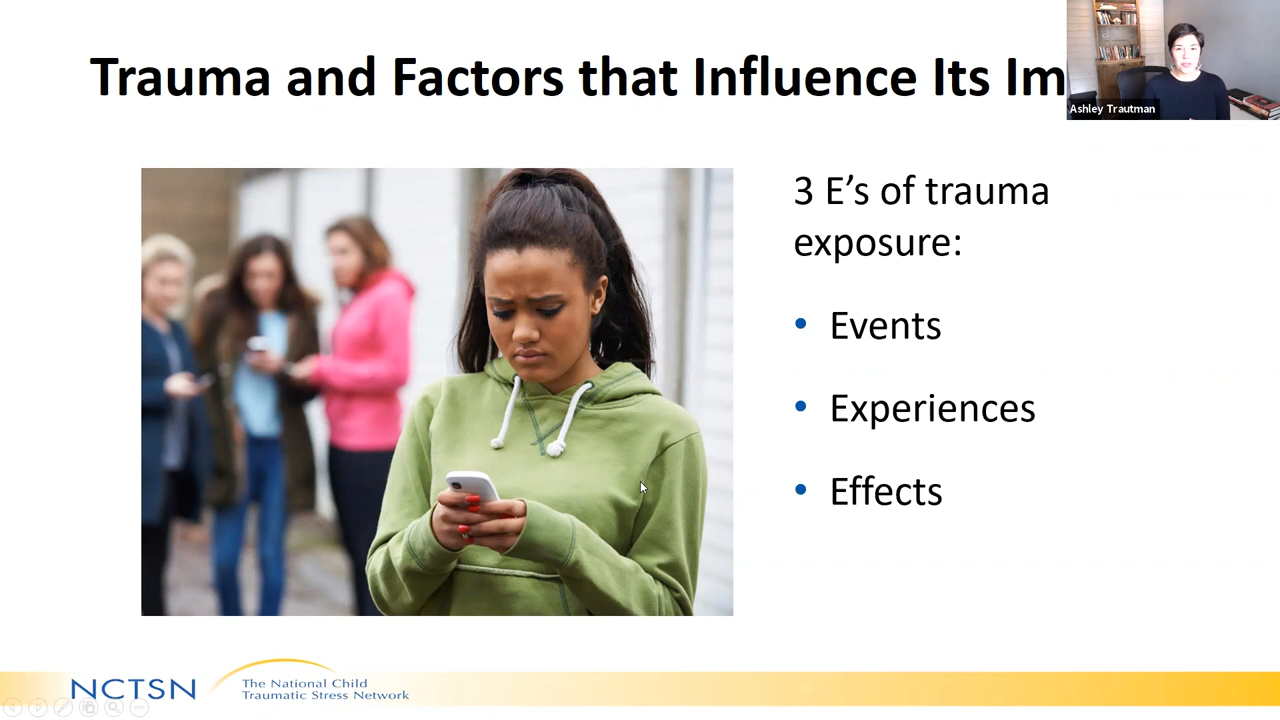 Trauma and Factors that Influence Its Im
Ashley Trautman
3 E’s of trauma
exposure:
• Events
• Experiences
• Effects
NCTSN
The National Child
Traumatic Stress Network